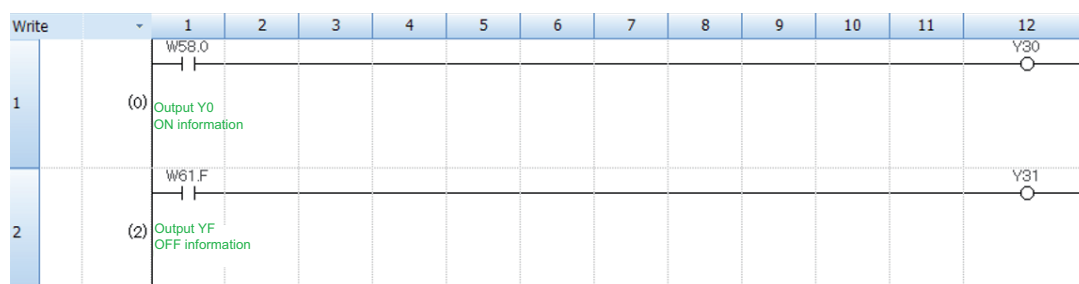 Write 1 2 3 4 5 6 7 8 9 10 11 12
W58.0 Y30
1 (0) Output Y0
ON information
W61.F Y31
2 (2) Output YF
OFF information